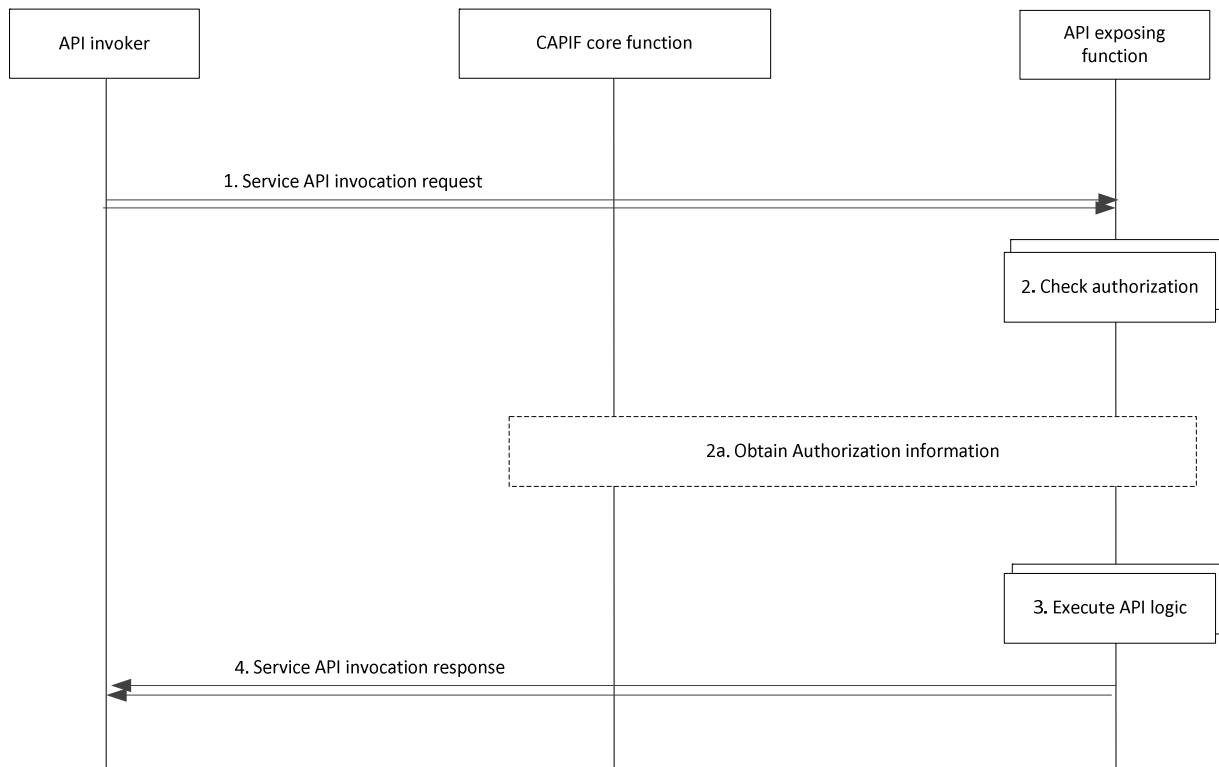 API invoker
CAPIF core function
API exposing
function
1. Service API invocation request
2. Check authorization
2a. Obtain Authorization information
3. Execute API logic
4. Service API invocation response